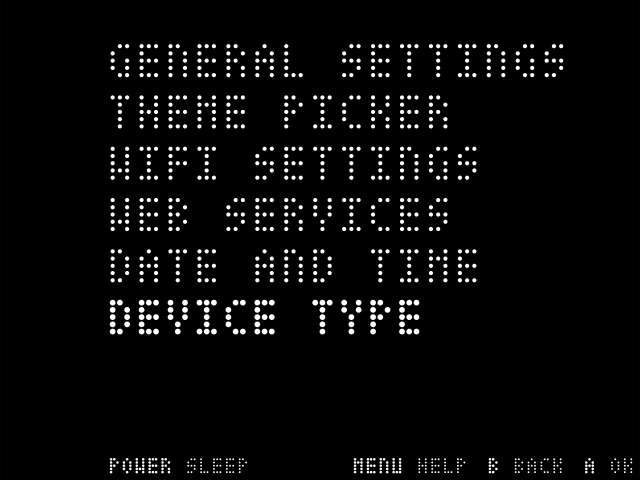 GENERAL SETTINGS
THEME PICKER
WIFI SETTINGS
WEB SERVICES
DATE AND TIME
DEVICE TYPE
POWER SLEEP MENU HELP B BACK A OK